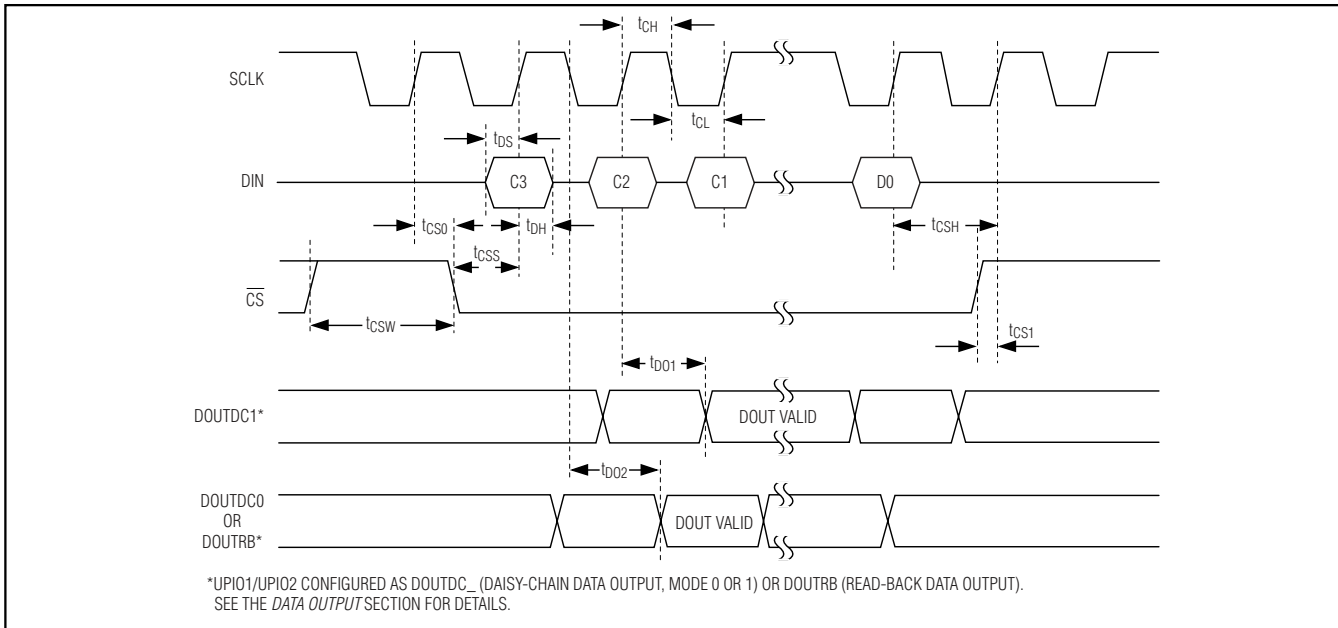 tCH
SCLK
tCL
tDS
DIN
C3
C2
C1
D0
tCS0
tDH
tCSH
tCSS
CS
tCSW
tCS1
tDO1
DOUTDC1*
DOUT VALID
tDO2
DOUTDC0
OR
DOUTRB*
DOUT VALID
*UPIO1/UPIO2 CONFIGURED AS DOUTDC_ (DAISY-CHAIN DATA OUTPUT, MODE 0 OR 1) OR DOUTRB (READ-BACK DATA OUTPUT).
SEE THE DATA OUTPUT SECTION FOR DETAILS.